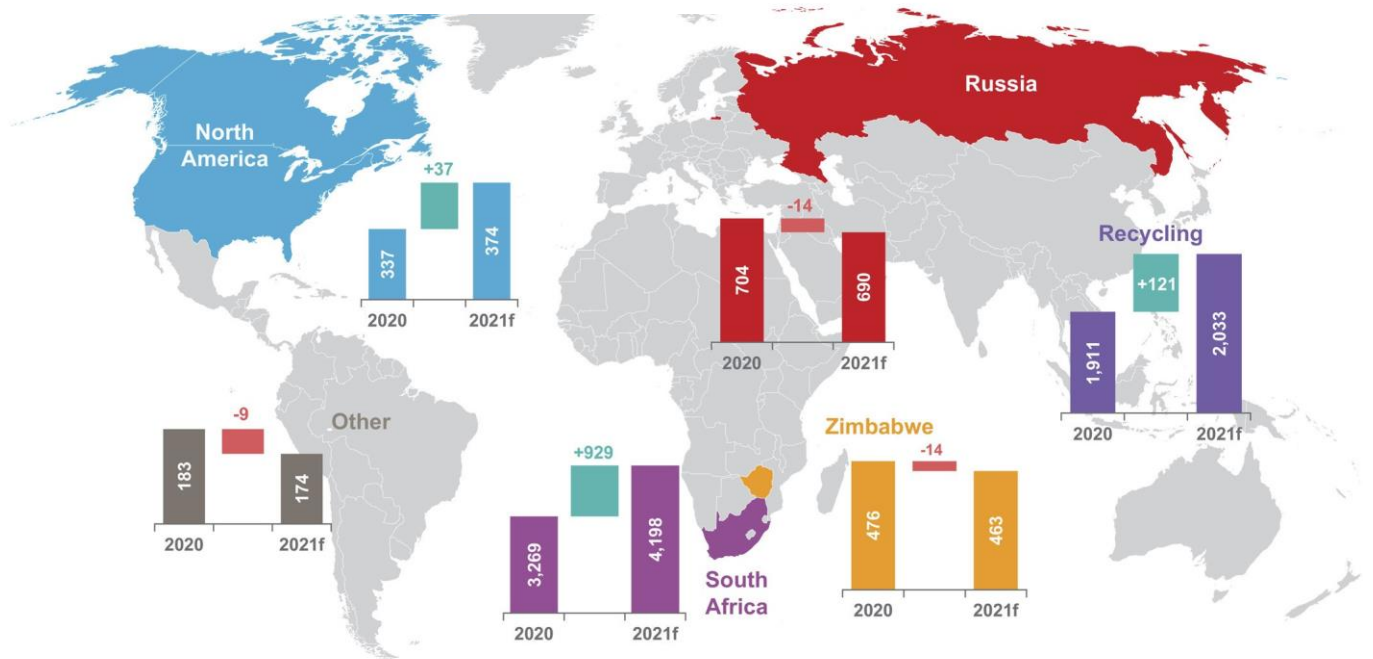 North
America
+37
337
374
2020
2021f
Russia
-14
704
690
2020
2021f
Recycling
+121
1,911
2,033
2020
2021f
Other
-9
183
174
2020
2021f
+929
3,269
4,198
2020
2021f
South
Africa
Zimbabwe
-14
476
463
2020
2021f